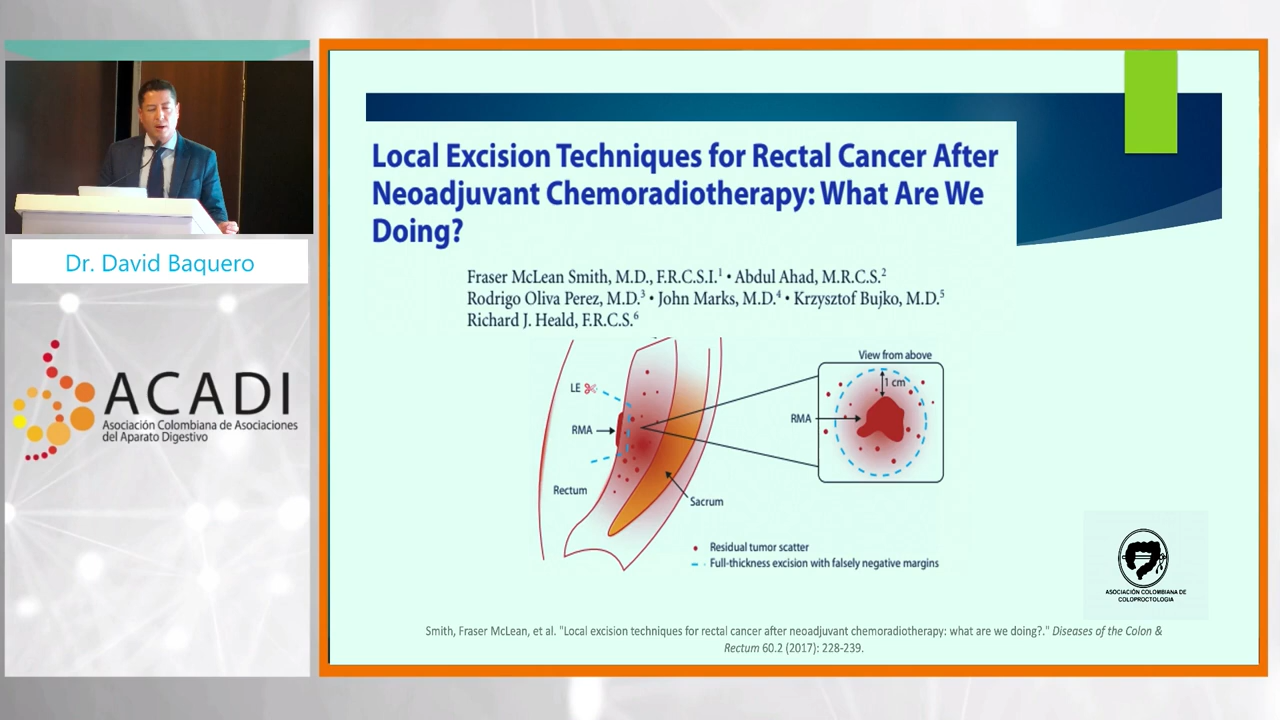 Dr. David Baquero
ACADI
Asociación Colombiana de Asociaciones
del Aparato Digestivo
Local Excision Techniques for Rectal Cancer After
Neoadjuvant Chemoradiotherapy: What Are We
Doing?
Fraser McLean Smith, M.D., F.R.C.S.I.¹ • Abdul Ahad, M.R.C.S.²
Rodrigo Oliva Perez, M.D.³ • John Marks, M.D.⁴ • Krzysztof Bujko, M.D.⁵
Richard J. Heald, F.R.C.S.⁶
View from above
LE
1 cm
RMA
RMA
Rectum
Sacrum
Residual tumor scatter
Full-thickness excision with falsely negative margins
ASOCIACIÓN COLOMBIANA DE
COLOPROCTOLOGIA
Smith, Fraser McLean, et al. "Local excision techniques for rectal cancer after neoadjuvant chemoradiotherapy: what are we doing?." Diseases of the Colon &
Rectum 60.2 (2017): 228-239.